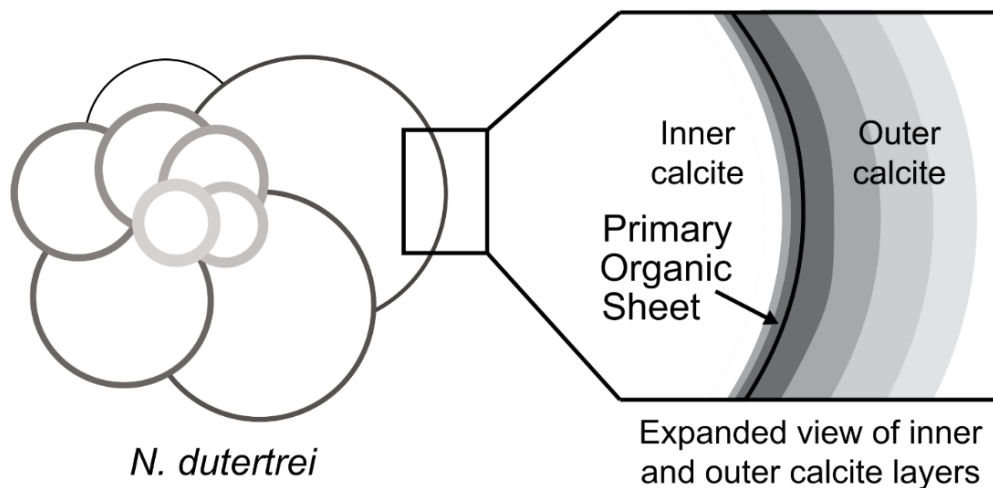 Inner
calcite
Outer
calcite
Primary
Organic
Sheet
N. dutertrei
Expanded view of inner
and outer calcite layers